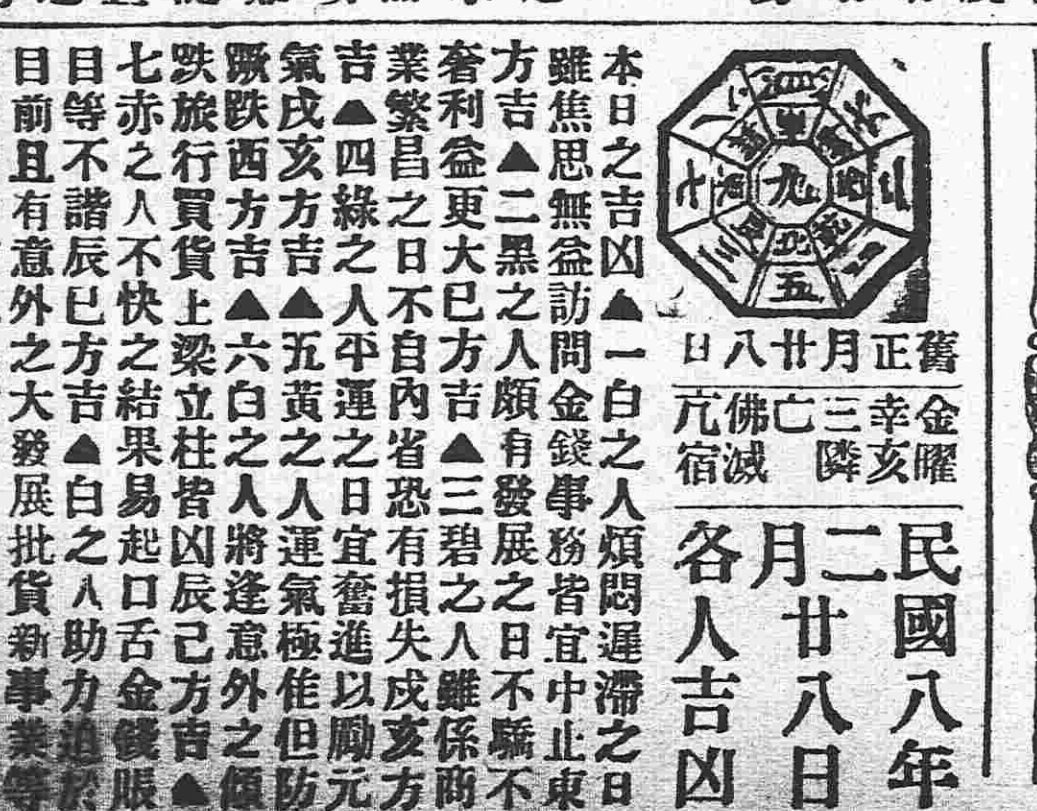 九
北
五
三
七
八
舊正月廿八日
金曜
幸亥
三隣
亡
佛滅
亢宿
民國八年
二月廿八日
各人吉凶
本日之吉凶▲一白之人煩悶遲滯之日
雖焦思無益訪問金錢事務皆宜中止東
方吉▲二黑之人頗有發展之日不驕不
奢利益更大巳方吉▲三碧之人雖係商
業繁昌之日不自內省恐有損失戌亥方
吉▲四綠之人平運之日宜奮進以勵元
氣戌亥方吉▲五黃之人運氣極佳但防
蹶跌西方吉▲六白之人將逢意外之傾
跌旅行買貨上梁立柱皆凶辰己方吉▲
七赤之人不快之結果易起口舌金錢賬
目等不諧辰巳方吉▲白之人助力迫於
目前且有意外之大發展批貨新事業等